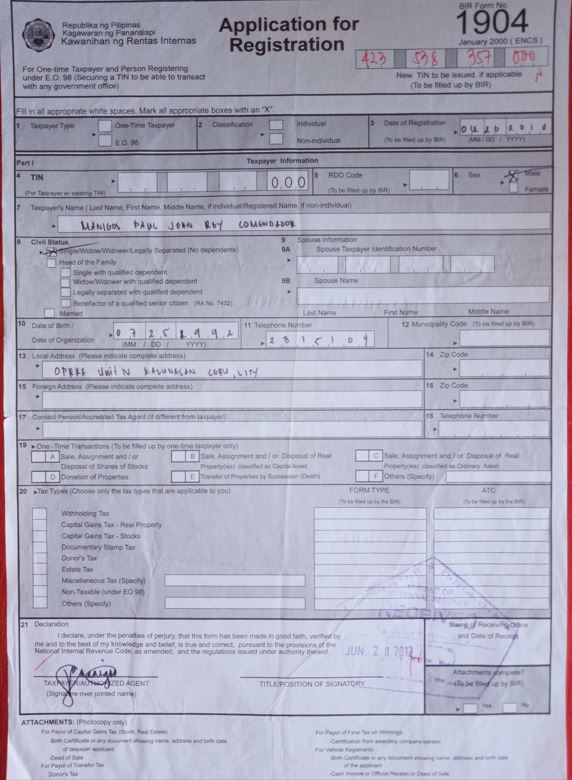 Republika ng Pilipinas
Kagawaran ng Pananalapi
Kawanihan ng Rentas Internas
Application for
Registration
BIR Form No.
1904
January 2000 (ENCS)
423 538 357 000
For One-time Taxpayer and Person Registering
under E.O. 98 (Securing a TIN to be able to transact
with any government office)
New TIN to be issued, if applicable
(To be filled up by BIR)
Fill in all appropriate white spaces. Mark all appropriate boxes with an "X".
1 Taxpayer Type One-Time Taxpayer E.O. 98
2 Classification Individual Non-individual
3 Date of Registration
(To be filled up by BIR) (MM / DD / YYYY)
Part I Taxpayer Information
4 TIN 0 0 0
(For Taxpayer w/ existing TIN)
5 RDO Code
(To be filled up by BIR)
6 Sex Male
Female
7 Taxpayer's Name (Last Name, First Name, Middle Name, if individual/Registered Name, if non-individual)
MANIGOS PAUL JOHN REY COMENDADOR
8 Civil Status
Single/Widow/Widower/Legally Separated (No dependents)
Head of the Family
Single with qualified dependent
Widow/Widower with qualified dependent
Legally separated with qualified dependent
Benefactor of a qualified senior citizen (RA No. 7432)
Married
9 Spouse Information
9A Spouse Taxpayer Identification Number
9B Spouse Name
Last Name First Name Middle Name
10 Date of Birth /
Date of Organization
0 7 2 5 1 9 9 2
(MM / DD / YYYY)
11 Telephone Number
2 3 1 5 1 0 9
12 Municipality Code (To be filled up by BIR)
13 Local Address (Please indicate complete address)
OPRRA UNIT N KALUNASAN CEBU CITY
14 Zip Code
15 Foreign Address (Please indicate complete address)
16 Zip Code
17 Contact Person/Accredited Tax Agent (if different from taxpayer)
18 Telephone Number
19 One-Time Transactions (To be filled up by one-time taxpayer only)
A Sale, Assignment and / or
Disposal of Shares of Stocks
B Sale, Assignment and / or Disposal of Real
Property(ies) classified as Capital Asset
C Sale, Assignment and / or Disposal of Real
Property(ies) classified as Ordinary Asset
D Donation of Properties
E Transfer of Properties by Succession (Death)
F Others (Specify)
20 Tax Types (Choose only the tax types that are applicable to you)
FORM TYPE
(To be filled up by the BIR)
ATC
(To be filled up by the BIR)
Withholding Tax
Capital Gains Tax - Real Property
Capital Gains Tax - Stocks
Documentary Stamp Tax
Donor's Tax
Estate Tax
Miscellaneous Tax (Specify)
Non-Taxable (under EO 98)
Others (Specify)
RECEIVED
21 Declaration
I declare, under the penalties of perjury, that this form has been made in good faith, verified by
me and to the best of my knowledge and belief, is true and correct, pursuant to the provisions of the
National Internal Revenue Code, as amended, and the regulations issued under authority thereof.
Stamp of Receiving Office
and Date of Receipt
JUN 20
TAXPAYER/AUTHORIZED AGENT
(Signature over printed name)
TITLE/POSITION OF SIGNATORY
Attachments complete?
(To be filled up by BIR)
Yes No
ATTACHMENTS: (Photocopy only)
For Payor of Capital Gains Tax (Stock, Real Estate)
-Birth Certificate or any document showing name, address and birth date
of taxpayer applicant
-Deed of Sale
For Payor of Transfer Tax
Donor's Tax
For Payor of Final Tax on Winnings
-Certification from awarding company/person
For Vehicle Registrants
-Birth Certificate or any document showing name, address and birth date
of the applicant
-Cash Invoice or Official Receipt or Deed of Sale